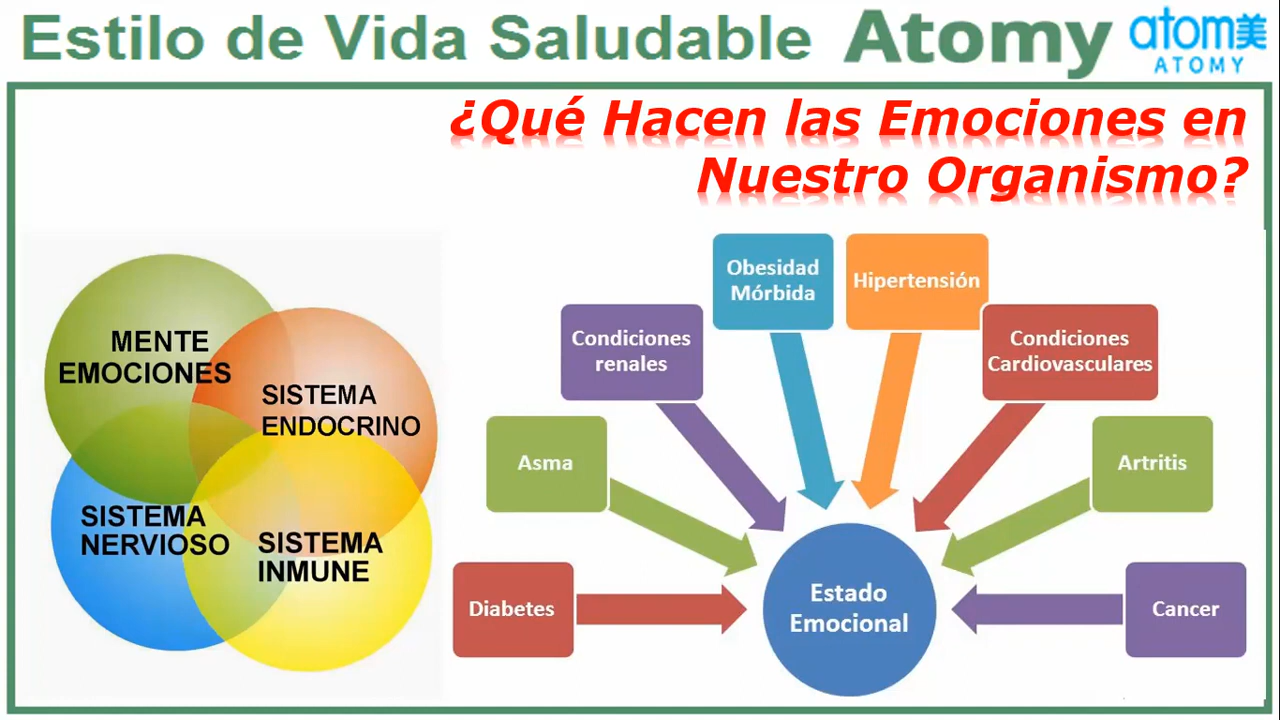 Estilo de Vida Saludable Atomy
atom美
ATOMY
¿Qué Hacen las Emociones en
Nuestro Organismo?
MENTE
EMOCIONES
SISTEMA
ENDOCRINO
SISTEMA
NERVIOSO
SISTEMA
INMUNE
Diabetes
Asma
Condiciones
renales
Obesidad
Mórbida
Hipertensión
Condiciones
Cardiovasculares
Artritis
Cancer
Estado
Emocional